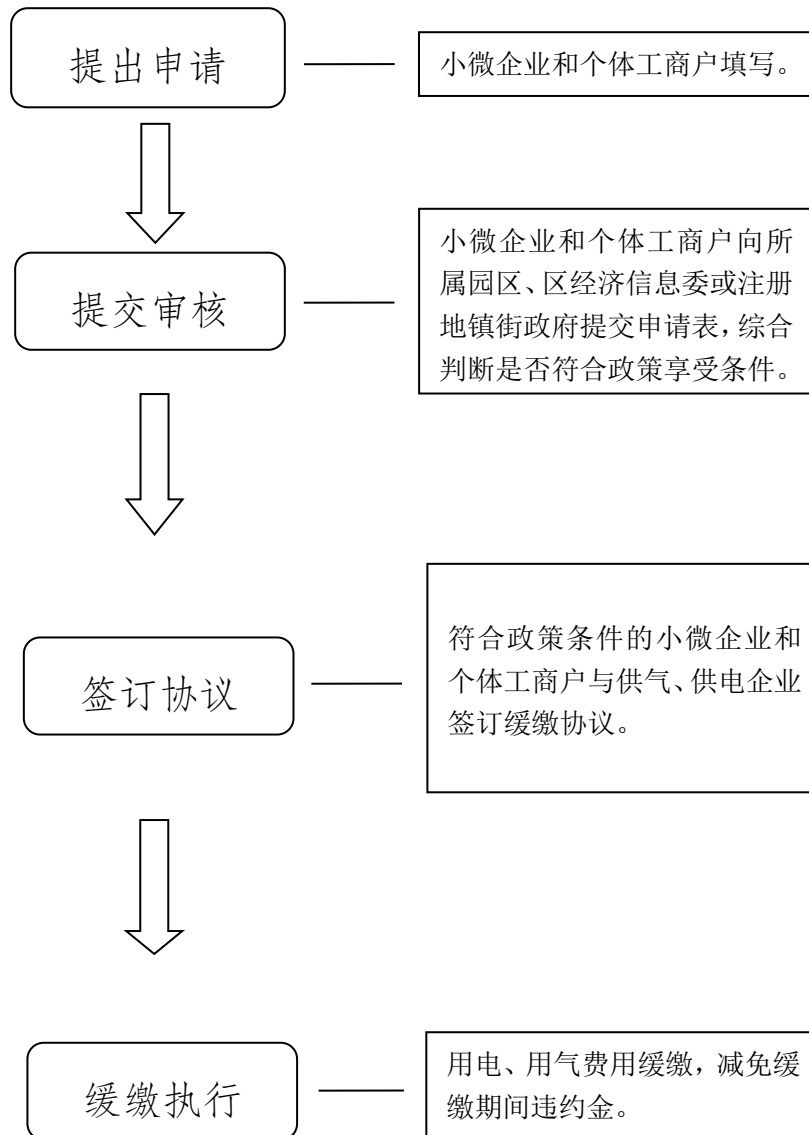 提出申请
小微企业和个体工商户填写。
提交审核
小微企业和个体工商户向所
属园区、区经济信息委或注册
地镇街政府提交申请表，综合
判断是否符合政策享受条件。
签订协议
符合政策条件的小微企业和
个体工商户与供气、供电企业
签订缓缴协议。
缓缴执行
用电、用气费用缓缴，减免缓
缴期间违约金。